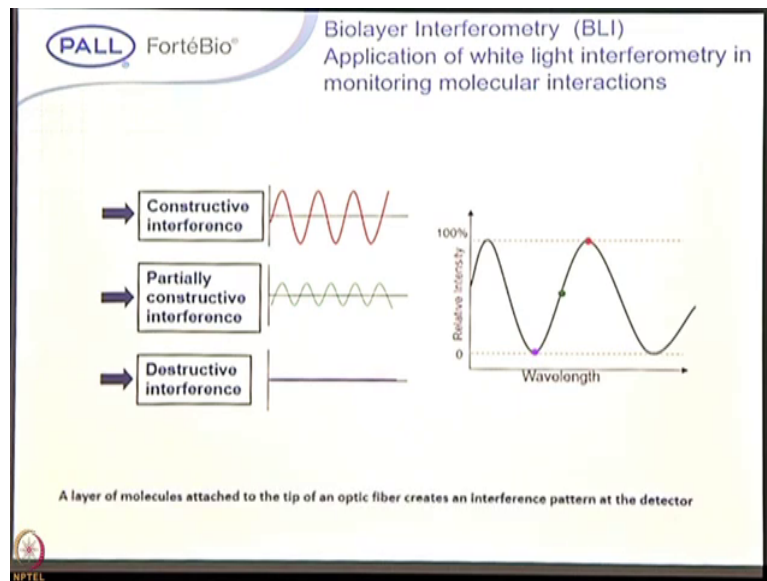 PALL FortéBio®
Biolayer Interferometry (BLI)
Application of white light interferometry in
monitoring molecular interactions
Constructive
interference
Partially
constructive
interference
Destructive
interference
100%
Relative Intensity
0
Wavelength
A layer of molecules attached to the tip of an optic fiber creates an interference pattern at the detector
NPTEL